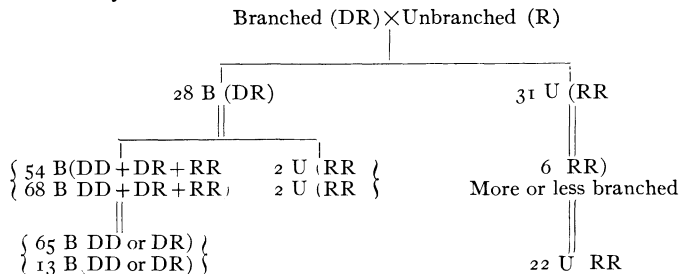 Branched (DR)×Unbranched (R)
28 B (DR)
31 U (RR
54 B(DD+DR+RR 2 U (RR
68 B DD+DR+RR) 2 U (RR
6 RR)
More or less branched
65 B DD or DR)
13 B DD or DR)
22 U RR